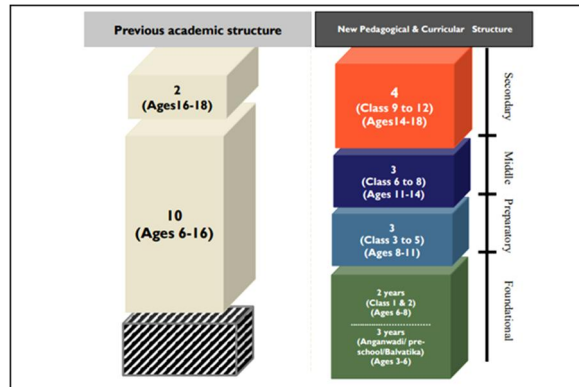 Previous academic structure
New Pedagogical & Curricular Structure
2
(Ages16-18)
10
(Ages 6-16)
4
(Class 9 to 12)
(Ages14-18)
3
(Class 6 to 8)
(Ages 11-14)
3
(Class 3 to 5)
(Ages 8-11)
2 years
(Class 1 & 2)
(Ages 6-8)
3 years
(Anganwadi/ pre-
school/Balvatika)
(Ages 3-6)
Secondary
Middle
Preparatory
Foundational